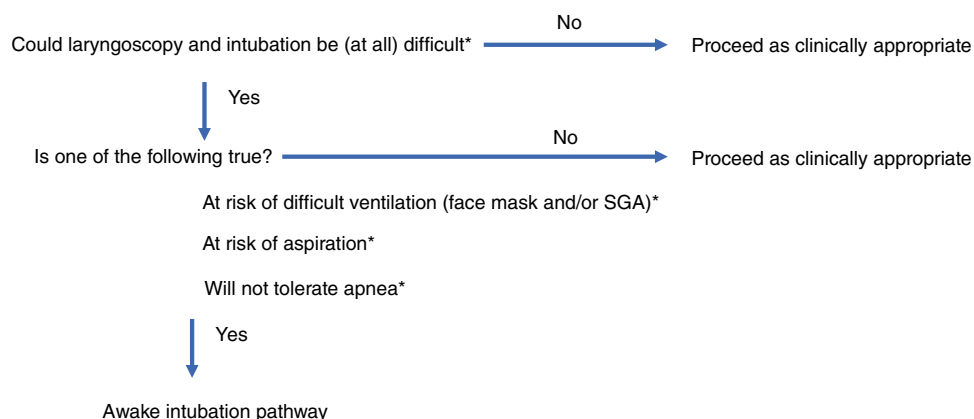 No
Could laryngoscopy and intubation be (at all) difficult*
Proceed as clinically appropriate
Yes
No
Is one of the following true?
Proceed as clinically appropriate
At risk of difficult ventilation (face mask and/or SGA)*
At risk of aspiration*
Will not tolerate apnea*
Yes
Awake intubation pathway